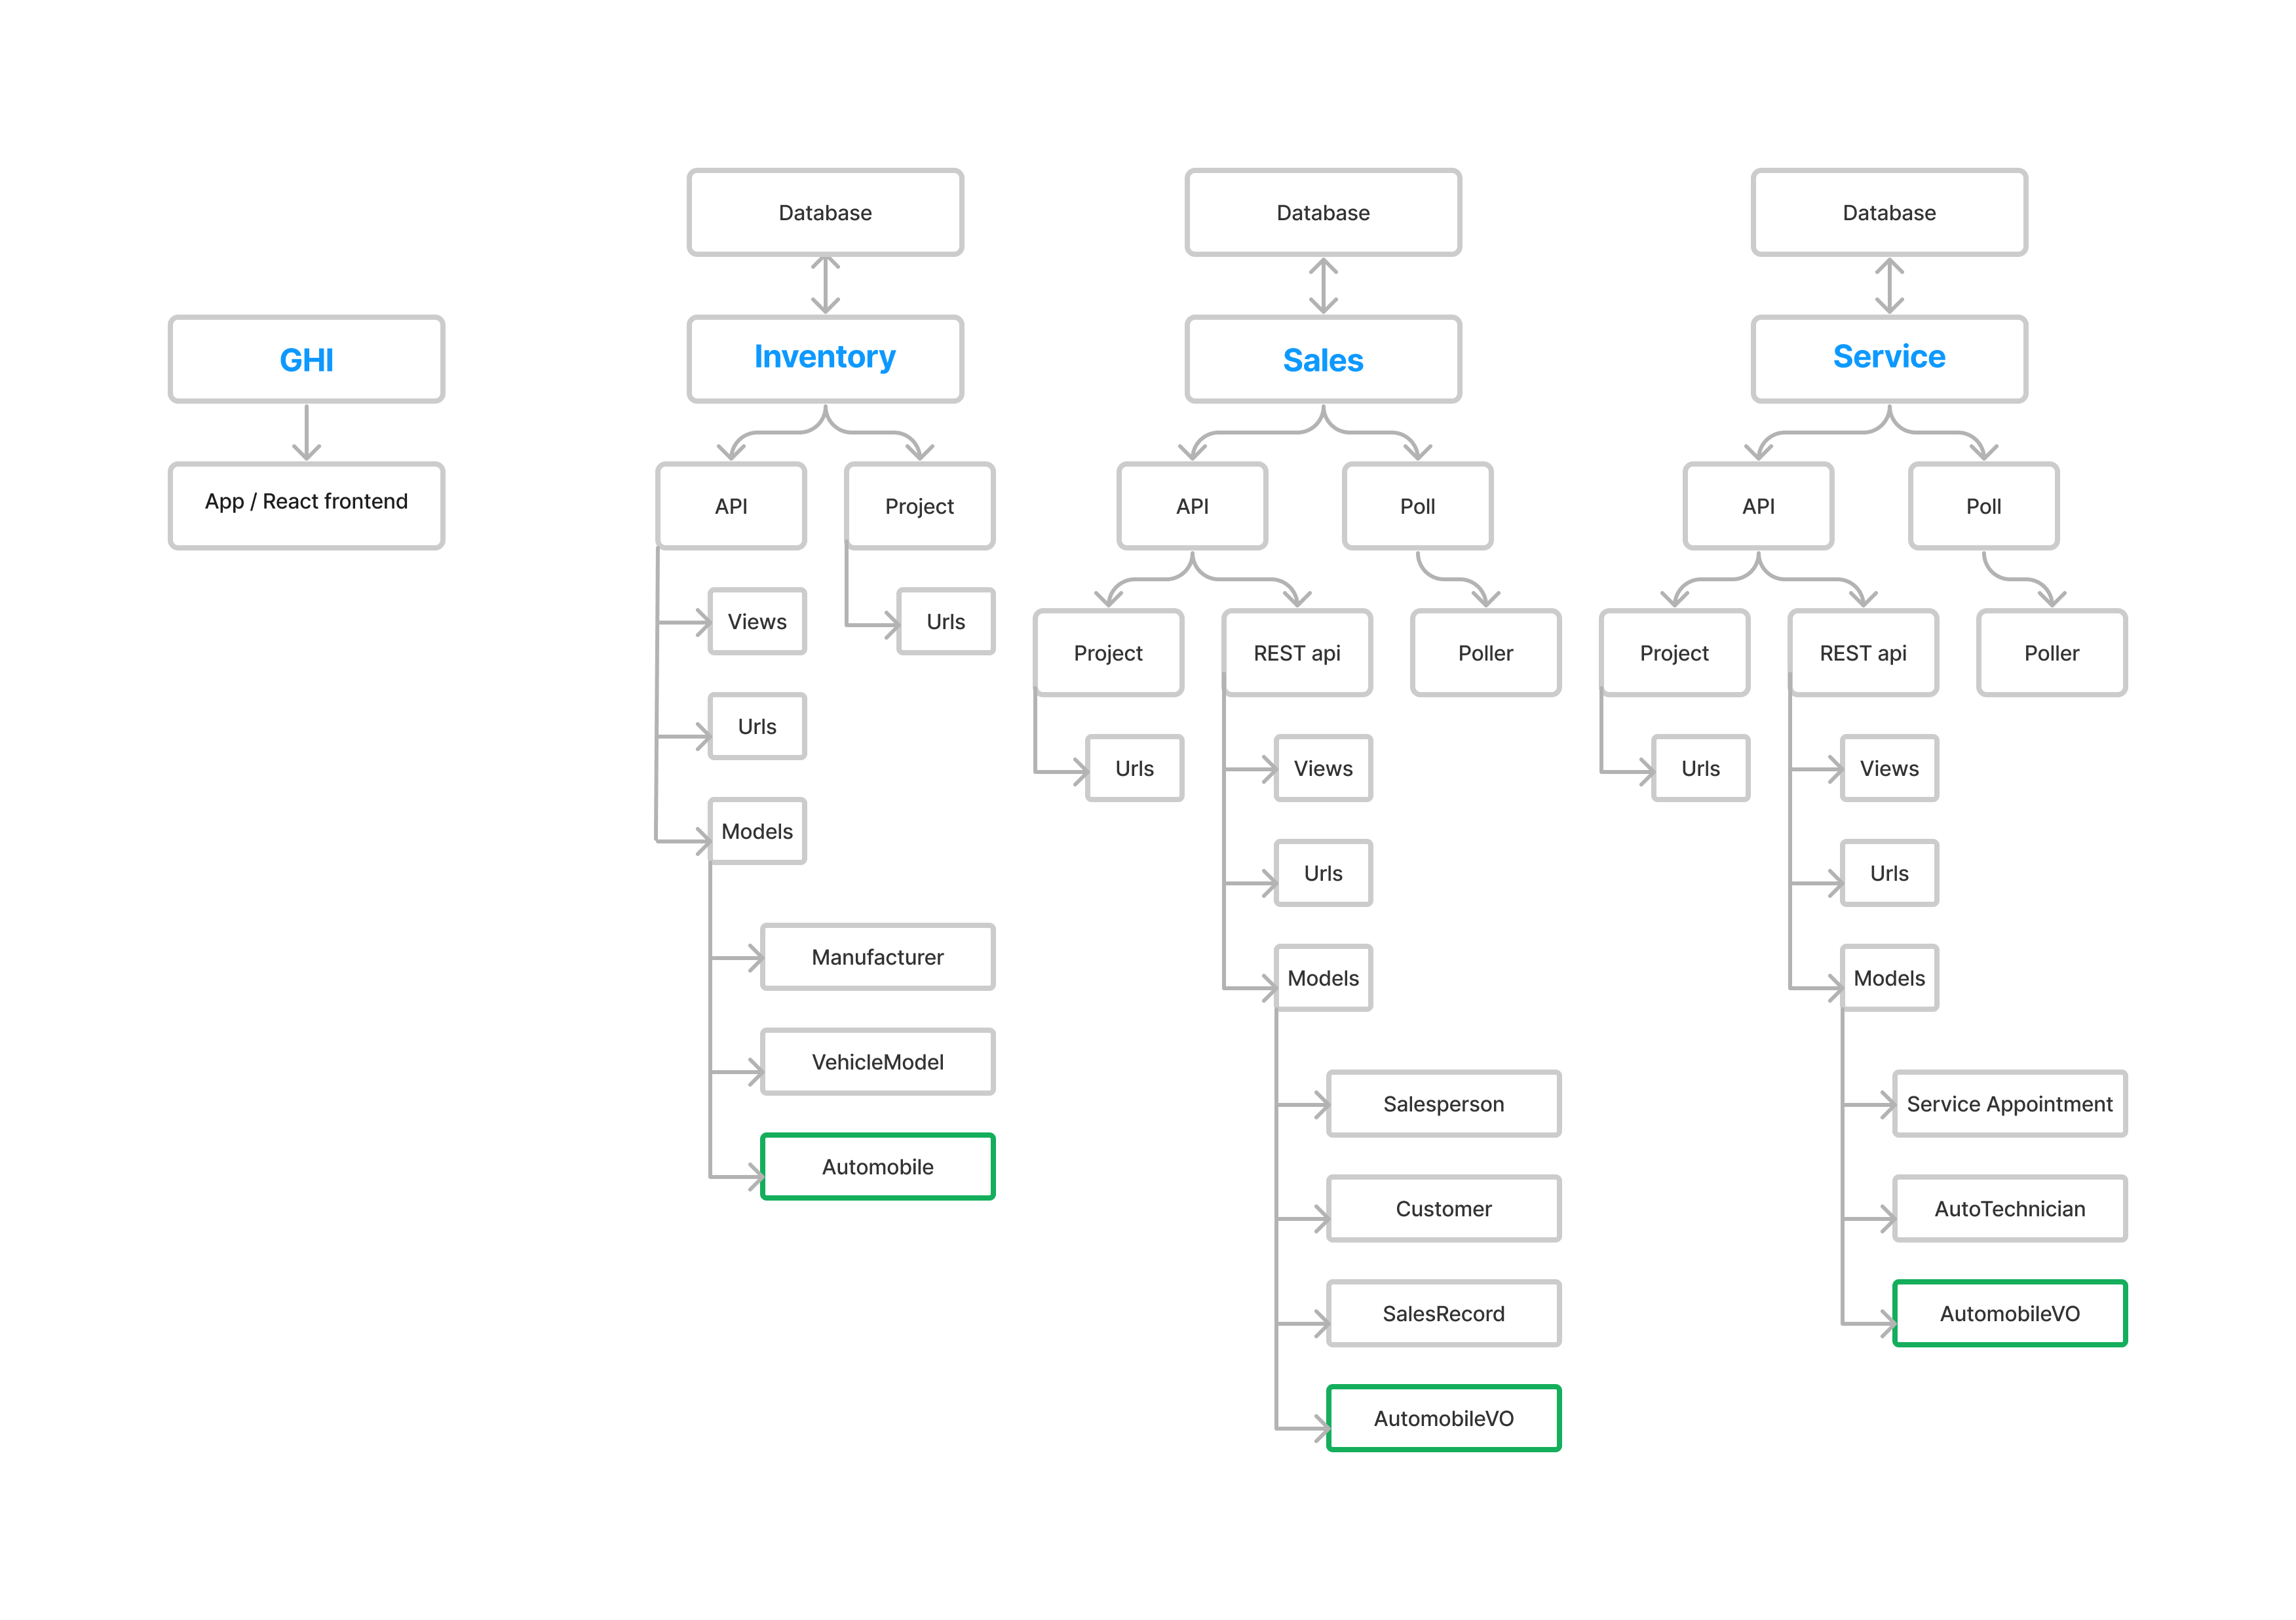 GHI
App / React frontend
Database
Inventory
API
Project
Views
Urls
Urls
Models
Manufacturer
VehicleModel
Automobile
Database
Sales
API
Poll
Project
REST api
Poller
Urls
Views
Urls
Models
Salesperson
Customer
SalesRecord
AutomobileVO
Database
Service
API
Poll
Project
REST api
Poller
Urls
Views
Urls
Models
Service Appointment
AutoTechnician
AutomobileVO